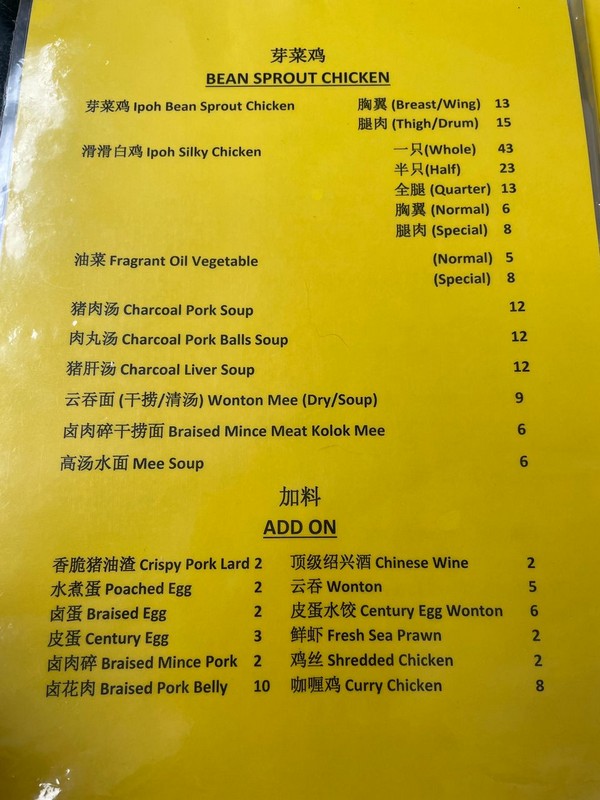 芽菜鸡
BEAN SPROUT CHICKEN
芽菜鸡 Ipoh Bean Sprout Chicken 胸翼 (Breast/Wing) 13
腿肉 (Thigh/Drum) 15
滑滑白鸡 Ipoh Silky Chicken 一只(Whole) 43
半只(Half) 23
全腿 (Quarter) 13
胸翼 (Normal) 6
腿肉 (Special) 8
油菜 Fragrant Oil Vegetable (Normal) 5
(Special) 8
猪肉汤 Charcoal Pork Soup 12
肉丸汤 Charcoal Pork Balls Soup 12
猪肝汤 Charcoal Liver Soup 12
云吞面 (干捞/清汤) Wonton Mee (Dry/Soup) 9
卤肉碎干捞面 Braised Mince Meat Kolok Mee 6
高汤水面 Mee Soup 6
加料
ADD ON
香脆猪油渣 Crispy Pork Lard 2 顶级绍兴酒 Chinese Wine 2
水煮蛋 Poached Egg 2 云吞 Wonton 5
卤蛋 Braised Egg 2 皮蛋水饺 Century Egg Wonton 6
皮蛋 Century Egg 3 鲜虾 Fresh Sea Prawn 2
卤肉碎 Braised Mince Pork 2 鸡丝 Shredded Chicken 2
卤花肉 Braised Pork Belly 10 咖喱鸡 Curry Chicken 8